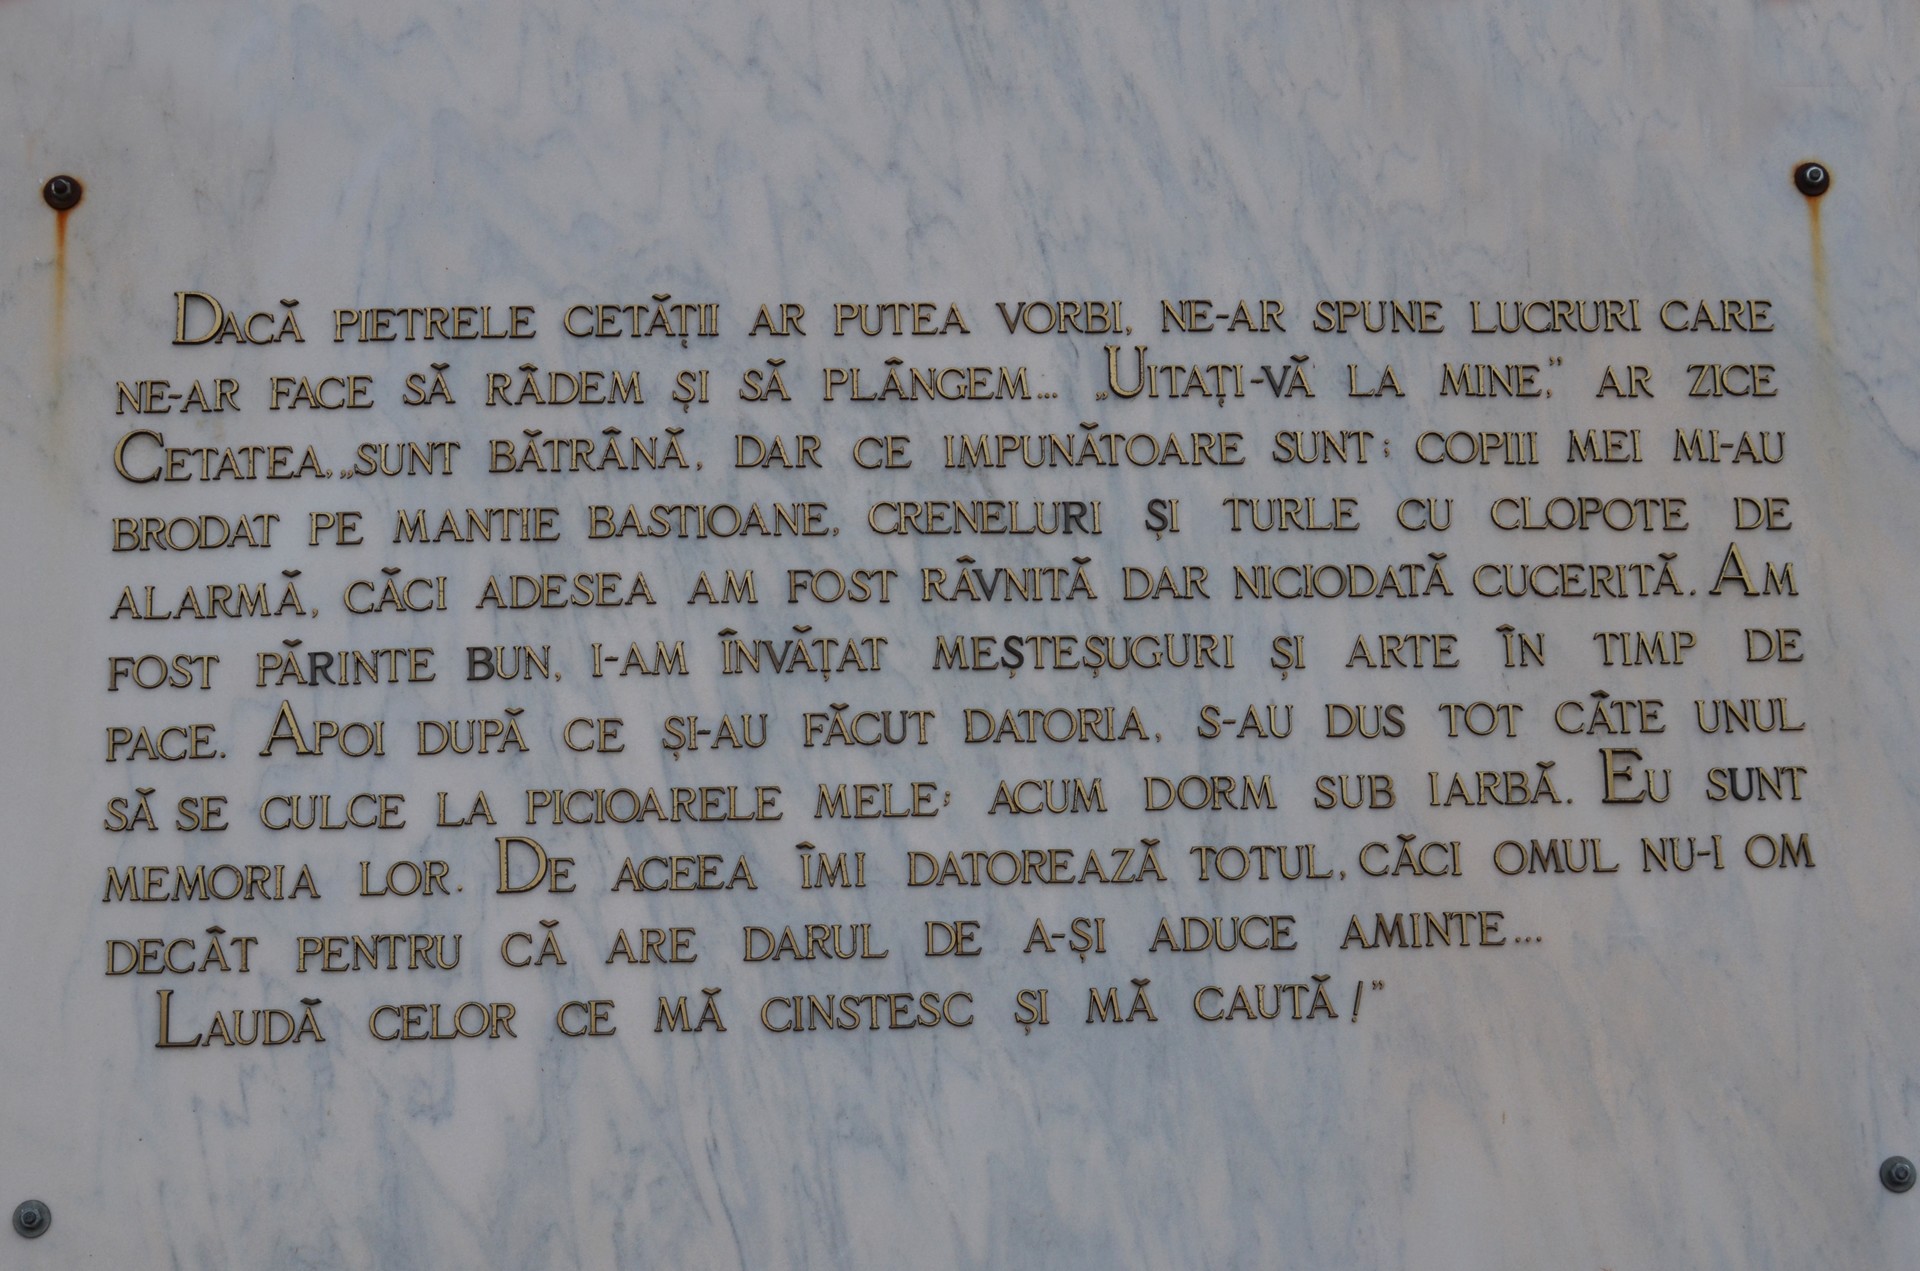 DACĂ PIETRELE CETĂȚII AR PUTEA VORBI, NE-AR SPUNE LUCRURI CARE
NE-AR FACE SĂ RÂDEM ȘI SĂ PLÂNGEM... „UITAȚI-VĂ LA MINE,” AR ZICE
CETATEA, „SUNT BĂTRÂNĂ, DAR CE IMPUNĂTOARE SUNT; COPIII MEI MI-AU
BRODAT PE MANTIE BASTIOANE, CRENELURI ȘI TURLE CU CLOPOTE DE
ALARMĂ, CĂCI ADESEA AM FOST RÂVNITĂ DAR NICIODATĂ CUCERITĂ. AM
FOST PĂRINTE BUN, I-AM ÎNVĂȚAT MEȘTEȘUGURI ȘI ARTE ÎN TIMP DE
PACE. APOI DUPĂ CE ȘI-AU FĂCUT DATORIA, S-AU DUS TOT CÂTE UNUL
SĂ SE CULCE LA PICIOARELE MELE; ACUM DORM SUB IARBĂ. EU SUNT
MEMORIA LOR. DE ACEEA ÎMI DATOREAZĂ TOTUL, CĂCI OMUL NU-I OM
DECÂT PENTRU CĂ ARE DARUL DE A-ȘI ADUCE AMINTE...
LAUDĂ CELOR CE MĂ CINSTESC ȘI MĂ CAUTĂ!”